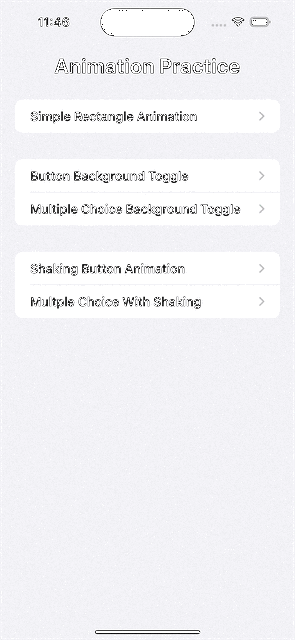 11:46
Animation Practice
Simple Rectangle Animation
Button Background Toggle
Multiple Choice Background Toggle
Shaking Button Animation
Multple Choice With Shaking